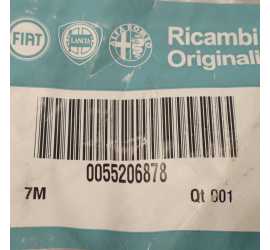 FIAT
LANCIA
ALFA ROMEO
Ricambi
Originali
0055206878
7M Qt 001